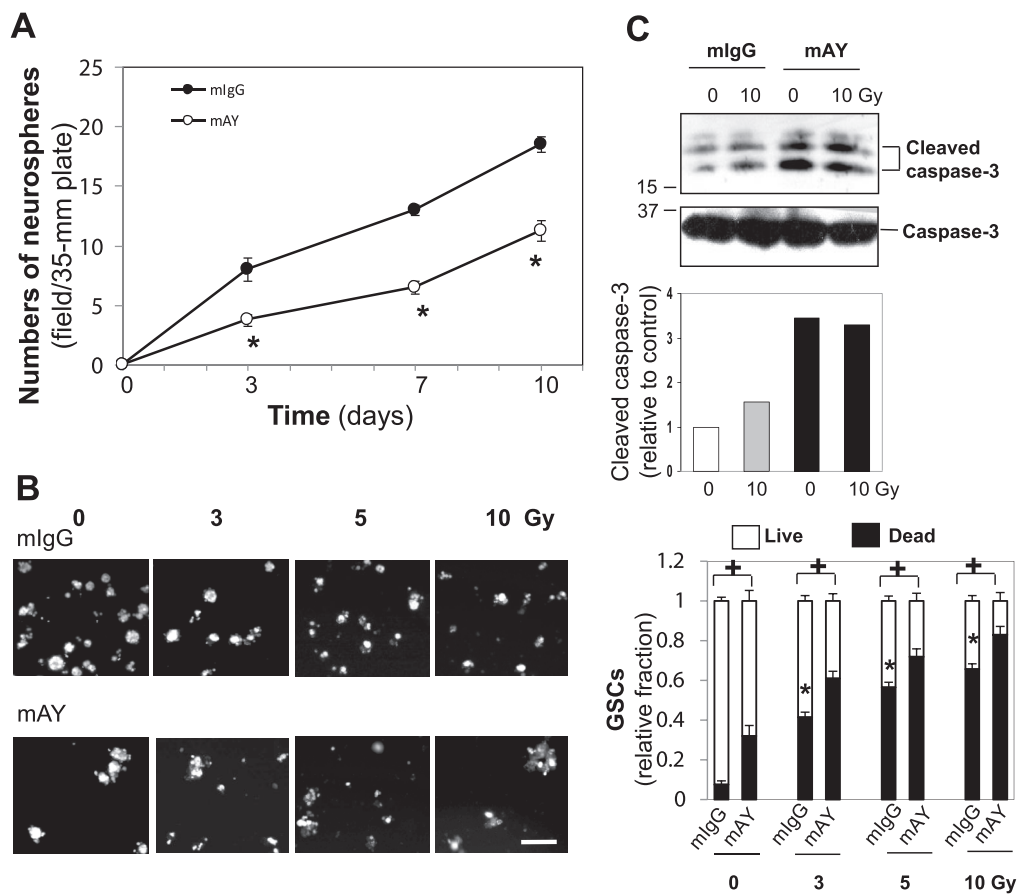 A
Numbers of neurospheres
(field/35-mm plate)
25
20
15
10
5
0
mIgG
mAY
*
*
*
0 3 7 10
Time (days)
B
0 3 5 10 Gy
mIgG
mAY
C
mIgG mAY
0 10 0 10 Gy
Cleaved
caspase-3
15
37
Caspase-3
Cleaved caspase-3
(relative to control)
4
3
2
1
0
0 10 0 10 Gy
Live Dead
GSCs
(relative fraction)
1.2
1
0.8
0.6
0.4
0.2
0
+ + + +
* * *
mIgG mAY mIgG mAY mIgG mAY mIgG mAY
0 3 5 10 Gy